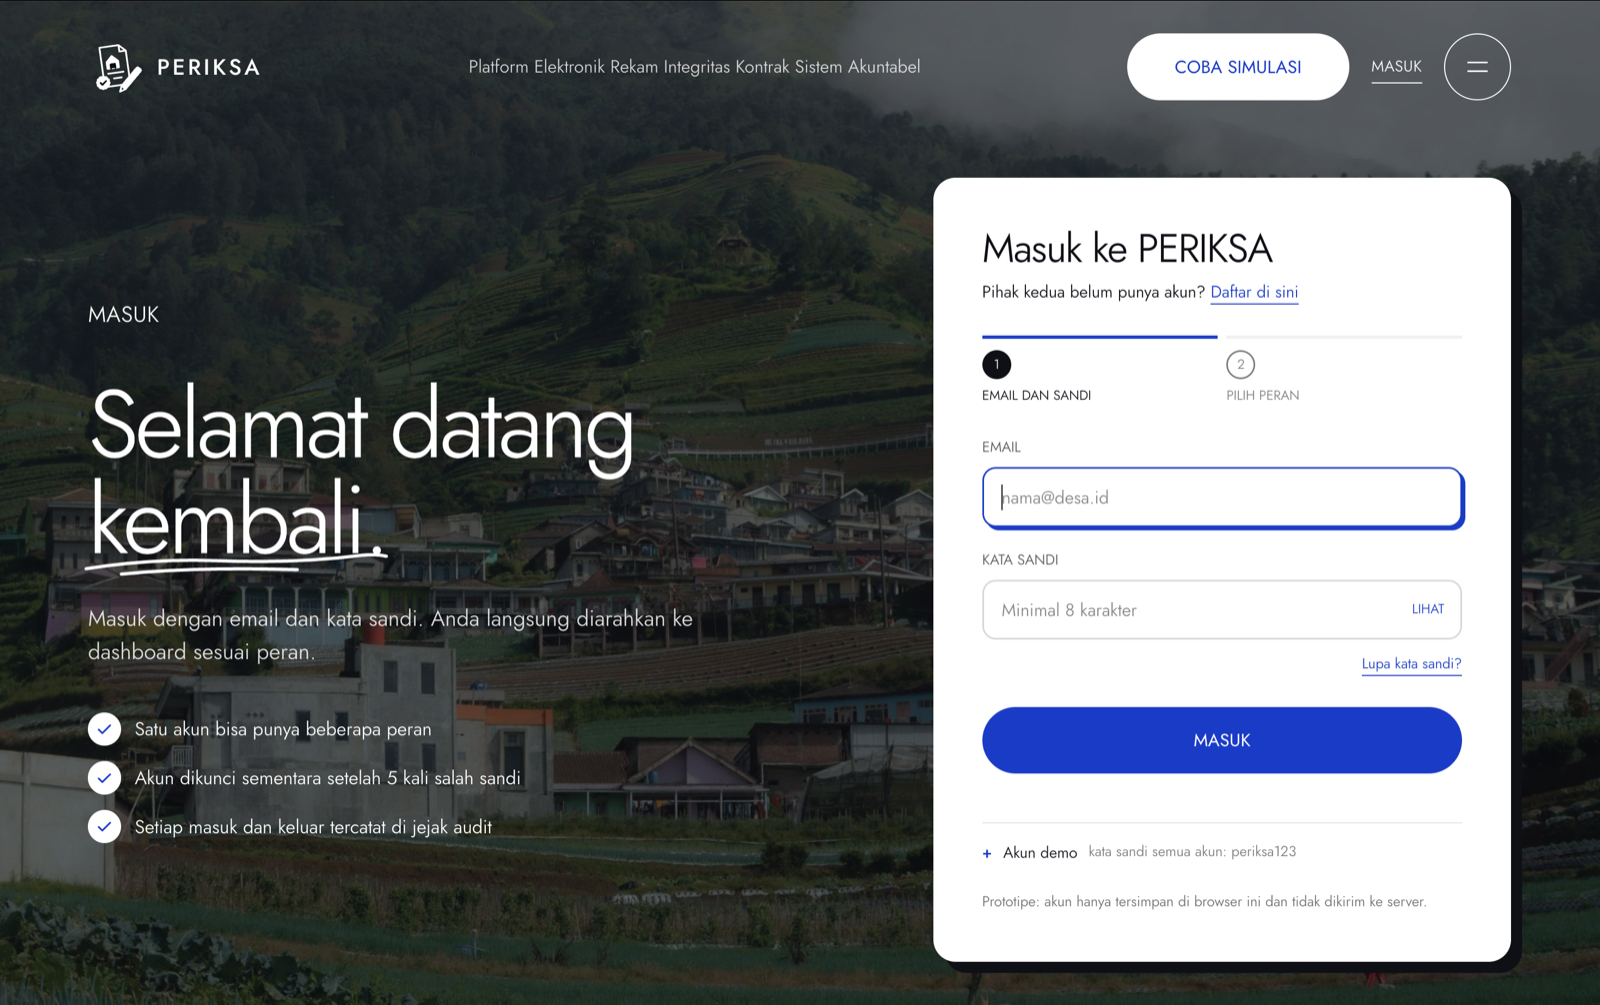 PERIKSA
Platform Elektronik Rekam Integritas Kontrak Sistem Akuntabel
COBA SIMULASI
MASUK
MASUK
Selamat datang
kembali.
Masuk dengan email dan kata sandi. Anda langsung diarahkan ke
dashboard sesuai peran.
Satu akun bisa punya beberapa peran
Akun dikunci sementara setelah 5 kali salah sandi
Setiap masuk dan keluar tercatat di jejak audit
Masuk ke PERIKSA
Pihak kedua belum punya akun? Daftar di sini
1
EMAIL DAN SANDI
2
PILIH PERAN
EMAIL
nama@desa.id
KATA SANDI
Minimal 8 karakter
LIHAT
Lupa kata sandi?
MASUK
+ Akun demo kata sandi semua akun: periksa123
Prototipe: akun hanya tersimpan di browser ini dan tidak dikirim ke server.